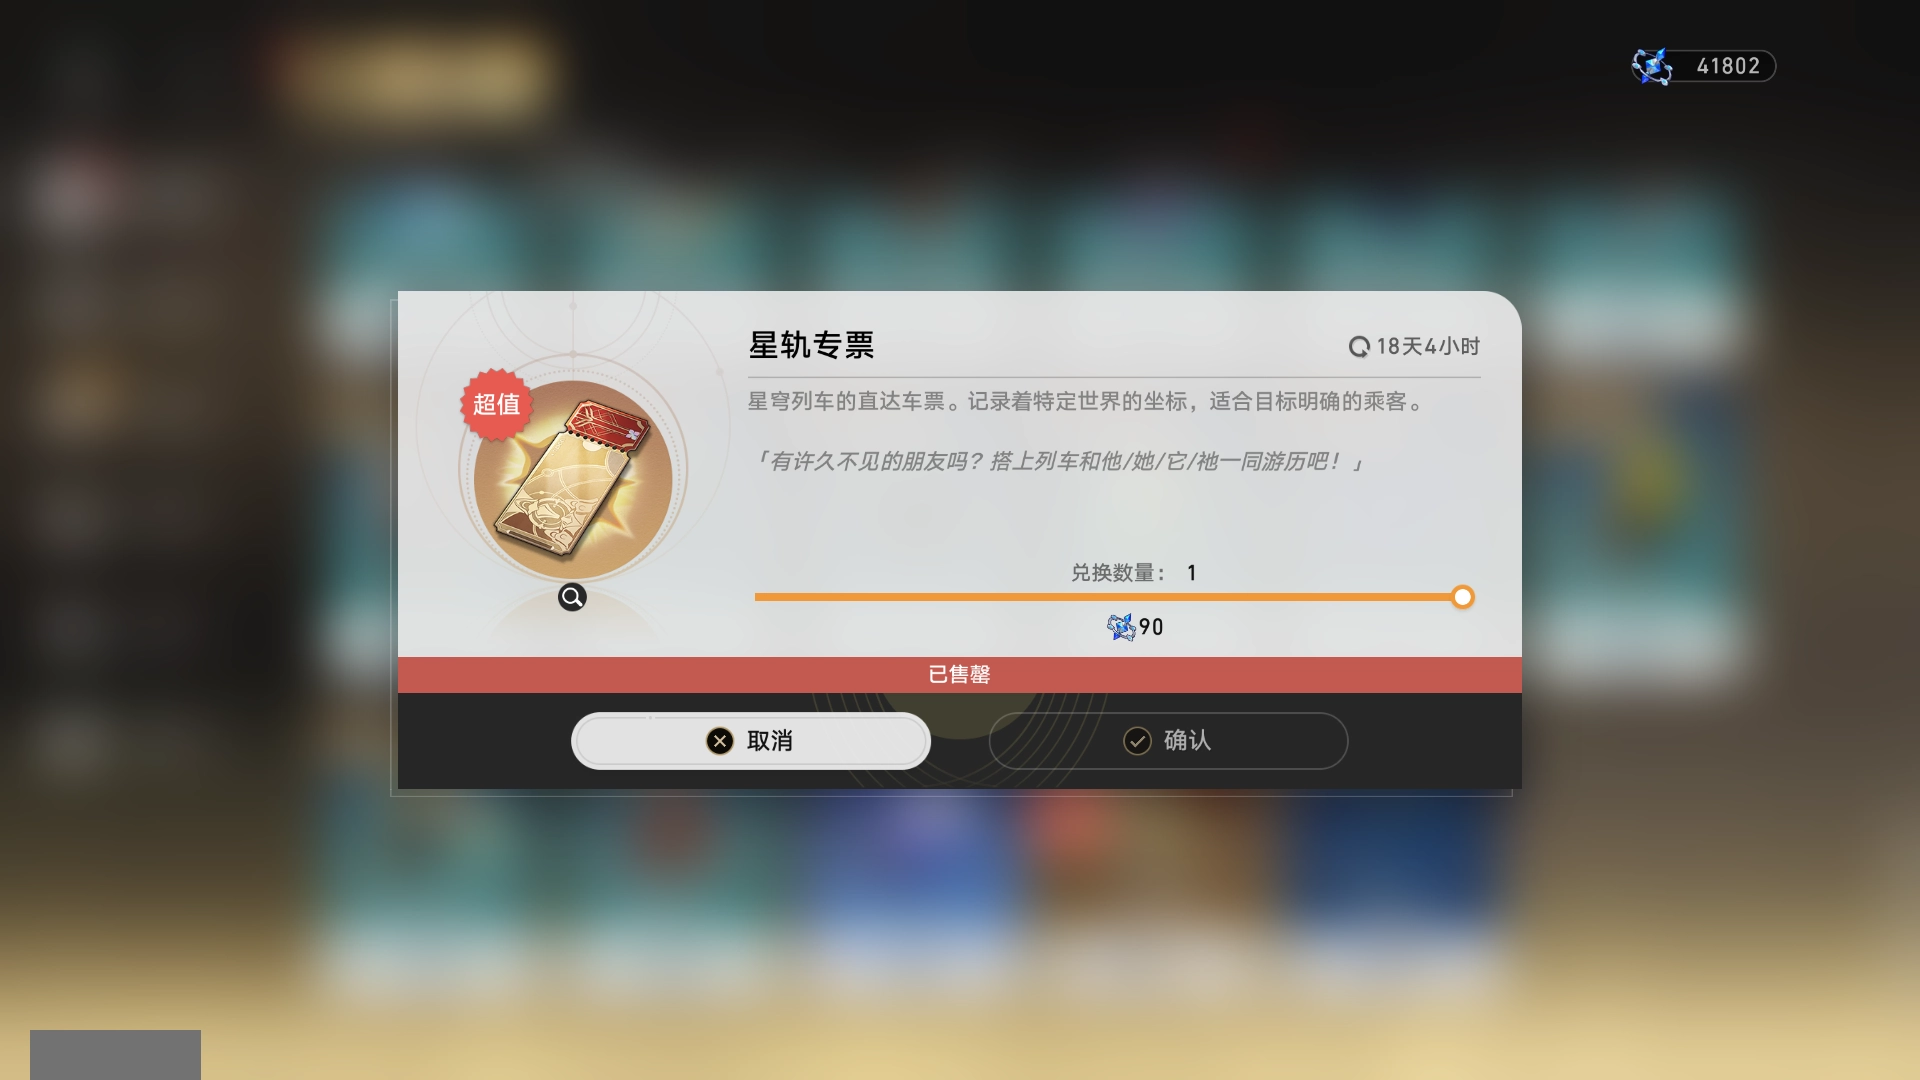 41802
星轨专票
18天4小时
超值
星穹列车的直达车票。记录着特定世界的坐标，适合目标明确的乘客。
「有许久不见的朋友吗？搭上列车和他/她/它/祂一同游历吧！」
兑换数量： 1
90
已售罄
取消
确认